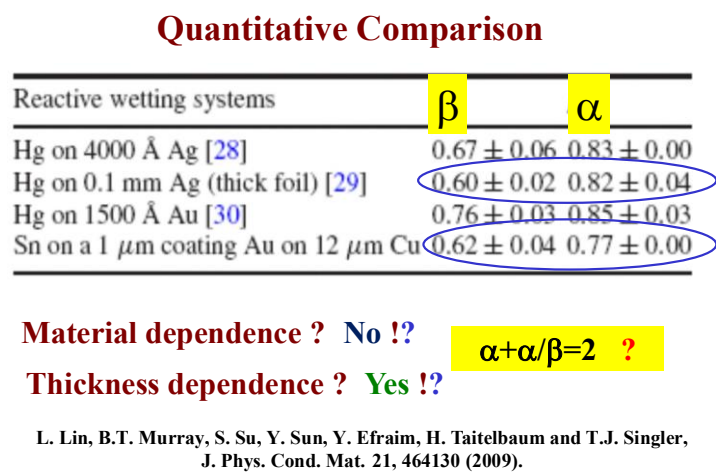 Quantitative Comparison
Reactive wetting systems β α
Hg on 4000 Å Ag [28] 0.67 ± 0.06 0.83 ± 0.00
Hg on 0.1 mm Ag (thick foil) [29] 0.60 ± 0.02 0.82 ± 0.04
Hg on 1500 Å Au [30] 0.76 ± 0.03 0.85 ± 0.03
Sn on a 1 μm coating Au on 12 μm Cu 0.62 ± 0.04 0.77 ± 0.00
Material dependence ? No !?
α+α/β=2 ?
Thickness dependence ? Yes !?
L. Lin, B.T. Murray, S. Su, Y. Sun, Y. Efraim, H. Taitelbaum and T.J. Singler,
J. Phys. Cond. Mat. 21, 464130 (2009).